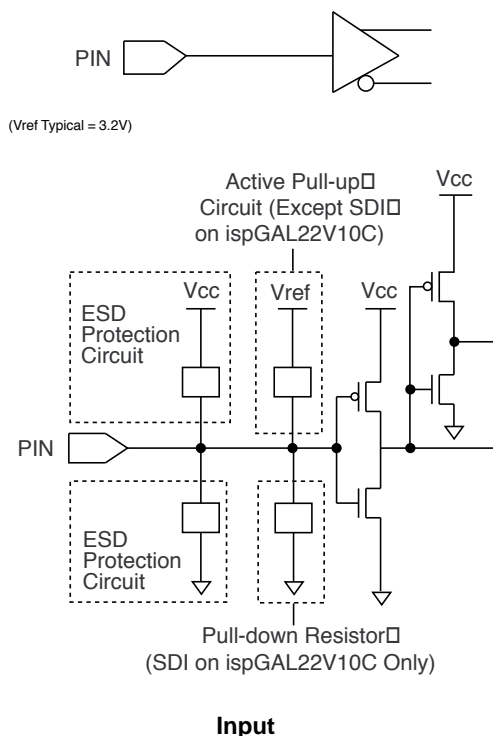 PIN
(Vref Typical = 3.2V)
Active Pull-up□
Circuit (Except SDI□
on ispGAL22V10C)
Vcc
Vcc
Vref
Vcc
ESD
Protection
Circuit
PIN
ESD
Protection
Circuit
Pull-down Resistor□
(SDI on ispGAL22V10C Only)
Input